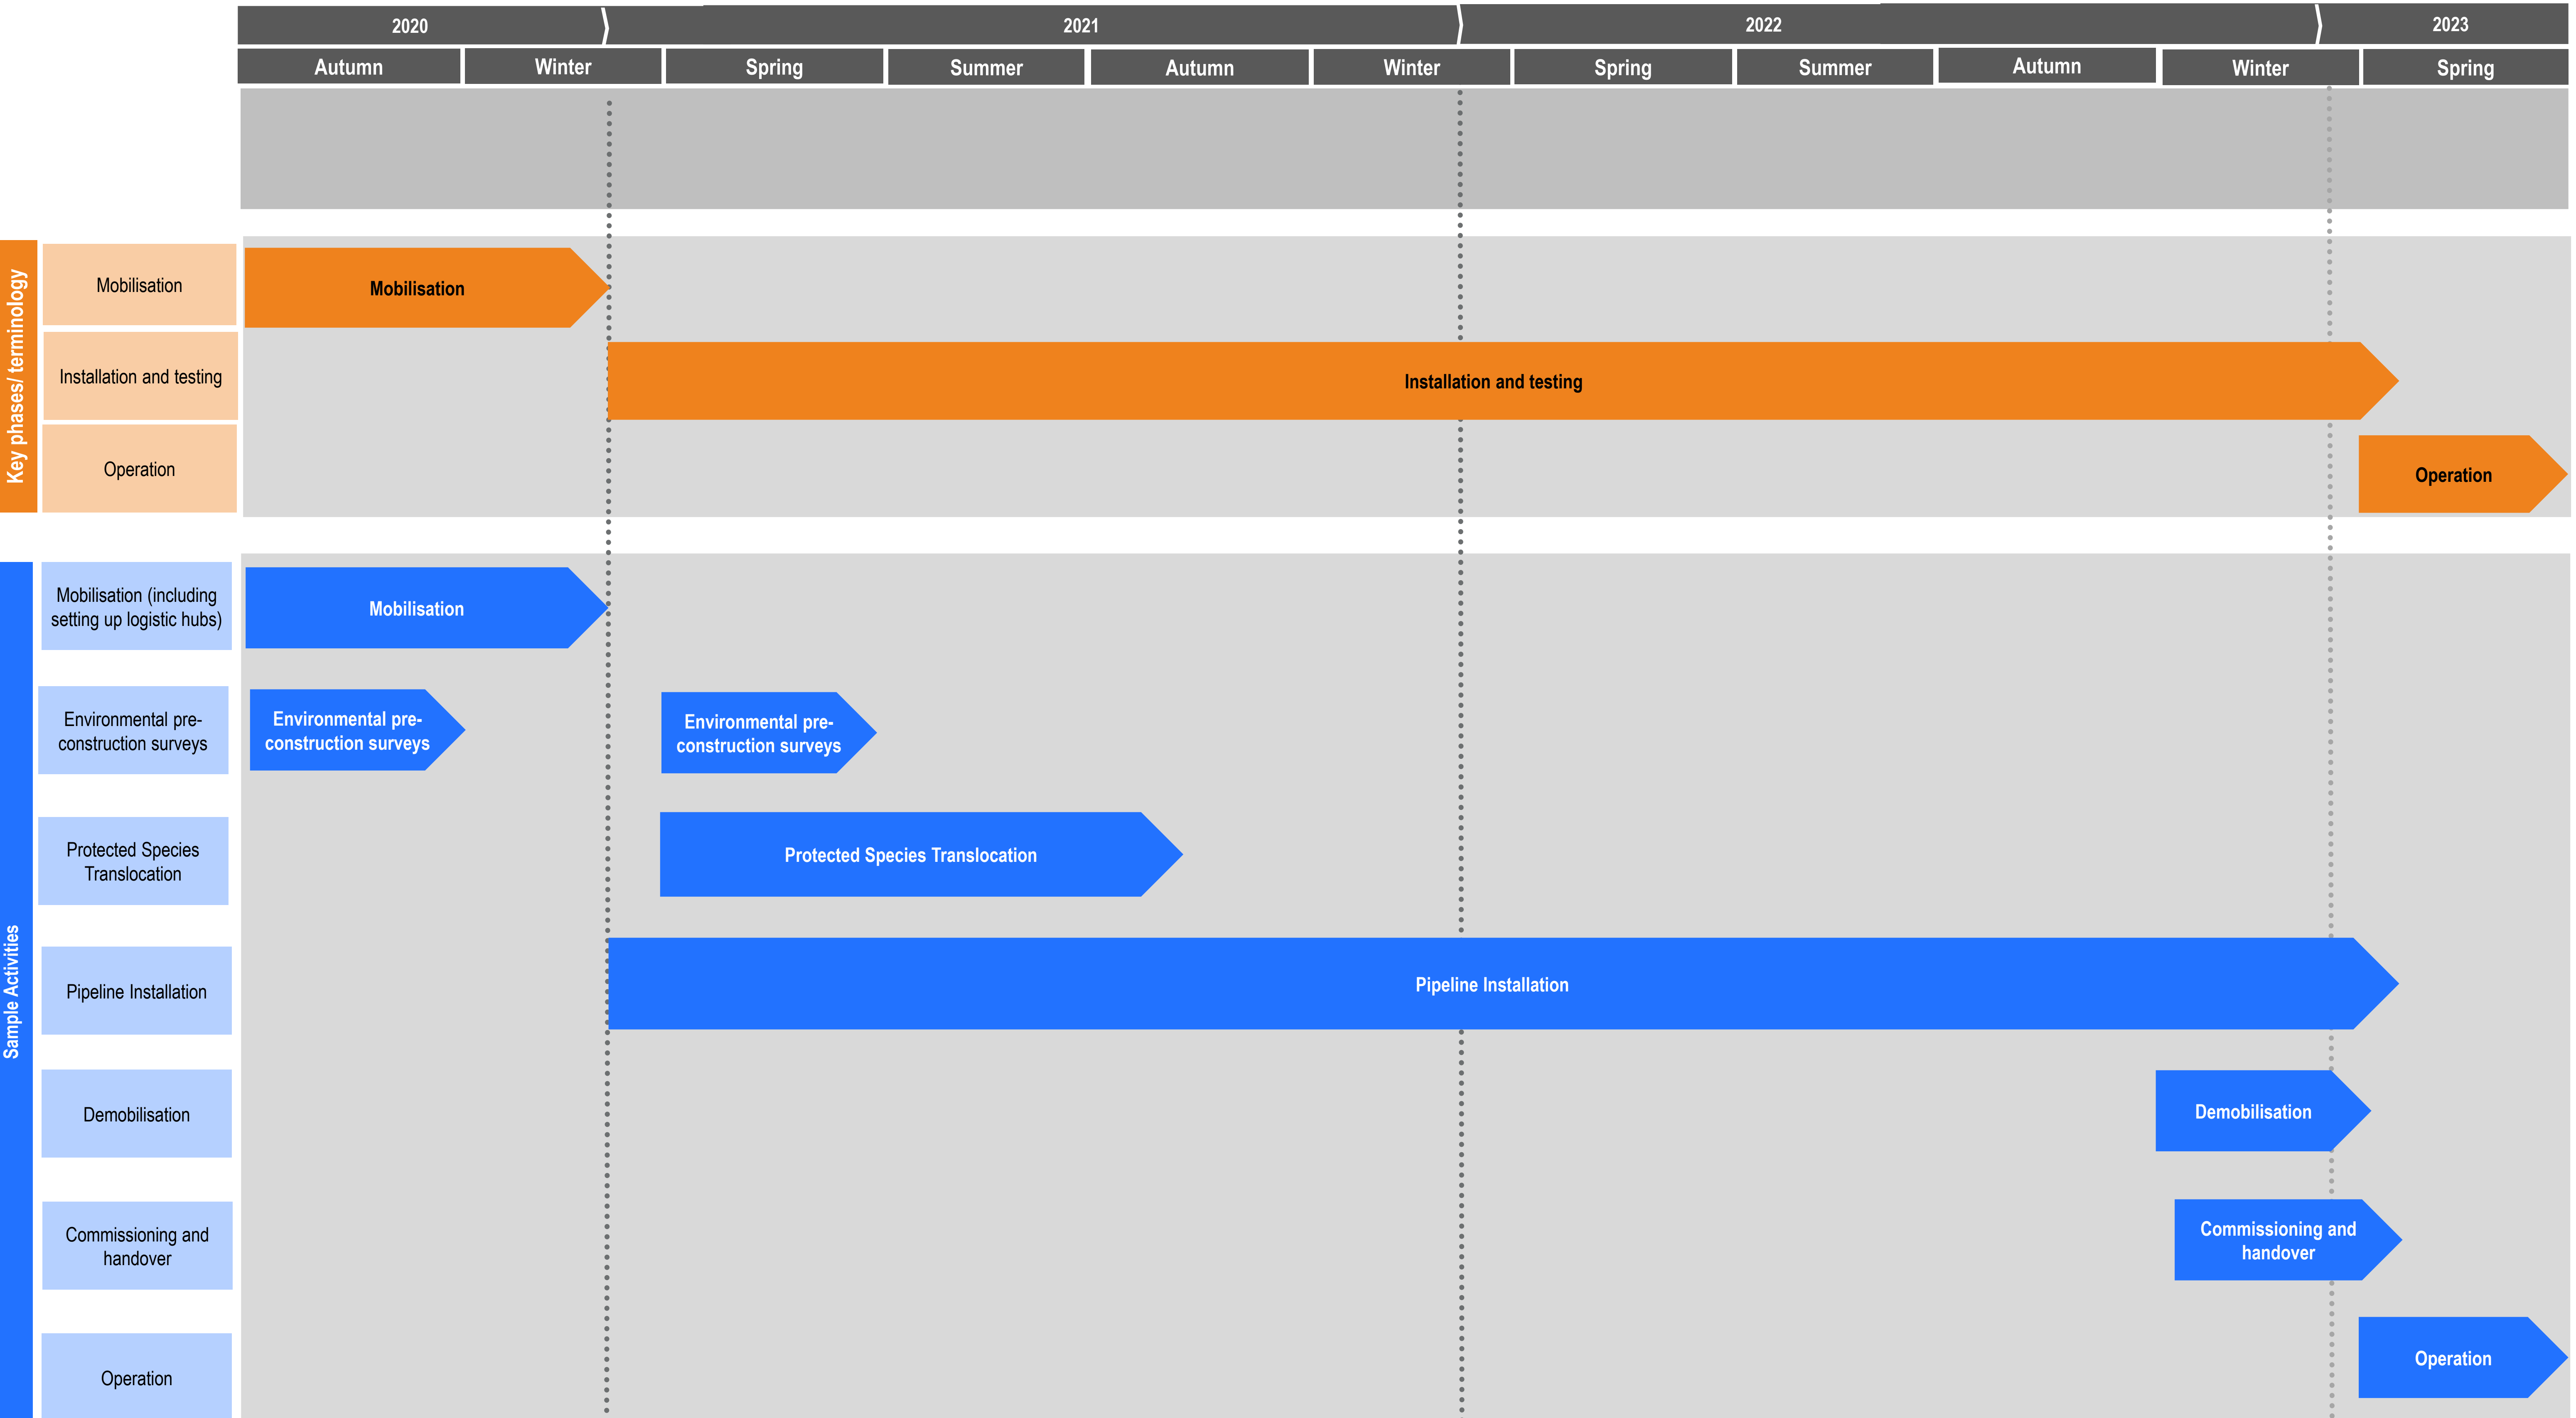 2020
2021
2022
2023
Autumn
Winter
Spring
Summer
Autumn
Winter
Spring
Summer
Autumn
Winter
Spring
Key phases/ terminology
Mobilisation
Mobilisation
Installation and testing
Installation and testing
Operation
Operation
Sample Activities
Mobilisation (including
setting up logistic hubs)
Mobilisation
Environmental pre-
construction surveys
Environmental pre-
construction surveys
Environmental pre-
construction surveys
Protected Species
Translocation
Protected Species Translocation
Pipeline Installation
Pipeline Installation
Demobilisation
Demobilisation
Commissioning and
handover
Commissioning and
handover
Operation
Operation